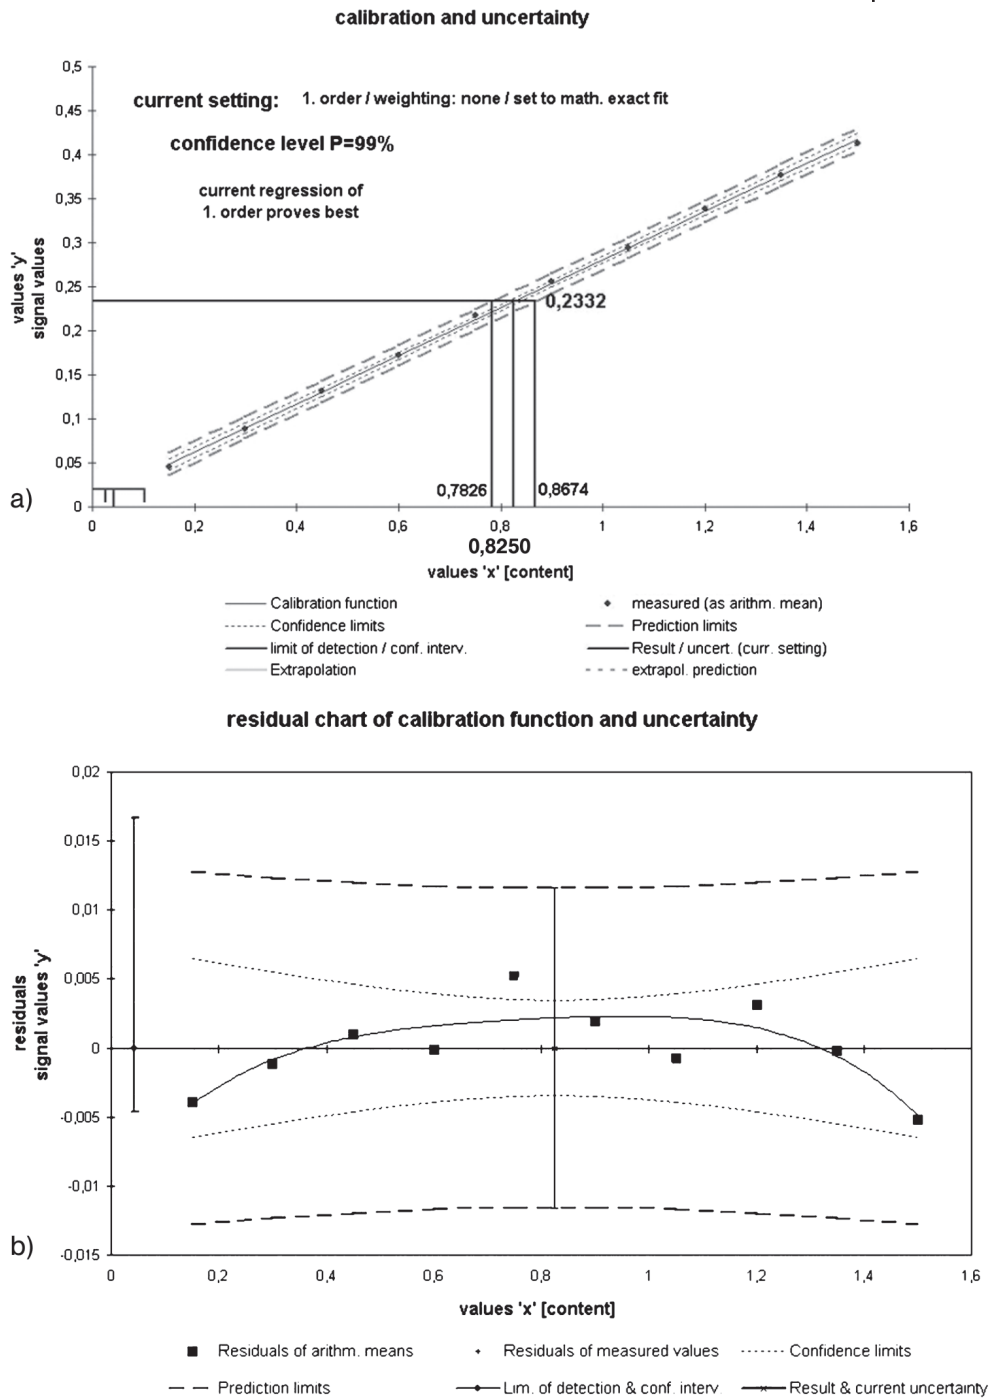 calibration and uncertainty
0,5
current setting: 1. order / weighting: none / set to math. exact fit
0,45
confidence level P=99%
0,4
current regression of
1. order proves best
0,35
0,3
values 'y'
signal values
0,25
0,2332
0,2
0,15
0,1
0,05
0,7826 0,8674
a) 0
0 0,2 0,4 0,6 0,8 1 1,2 1,4 1,6
0,8250
values 'x' [content]
Calibration function measured (as arithm. mean)
Confidence limits Prediction limits
limit of detection / conf. interv. Result / uncert. (curr. setting)
Extrapolation extrapol. prediction
residual chart of calibration function and uncertainty
0,02
0,015
0,01
0,005
residuals
signal values 'y'
0
-0,005
-0,01
b) -0,015
0 0,2 0,4 0,6 0,8 1 1,2 1,4 1,6
values 'x' [content]
Residuals of arithm. means Residuals of measured values Confidence limits
Prediction limits Lim. of detection & conf. interv. Result & current uncertainty